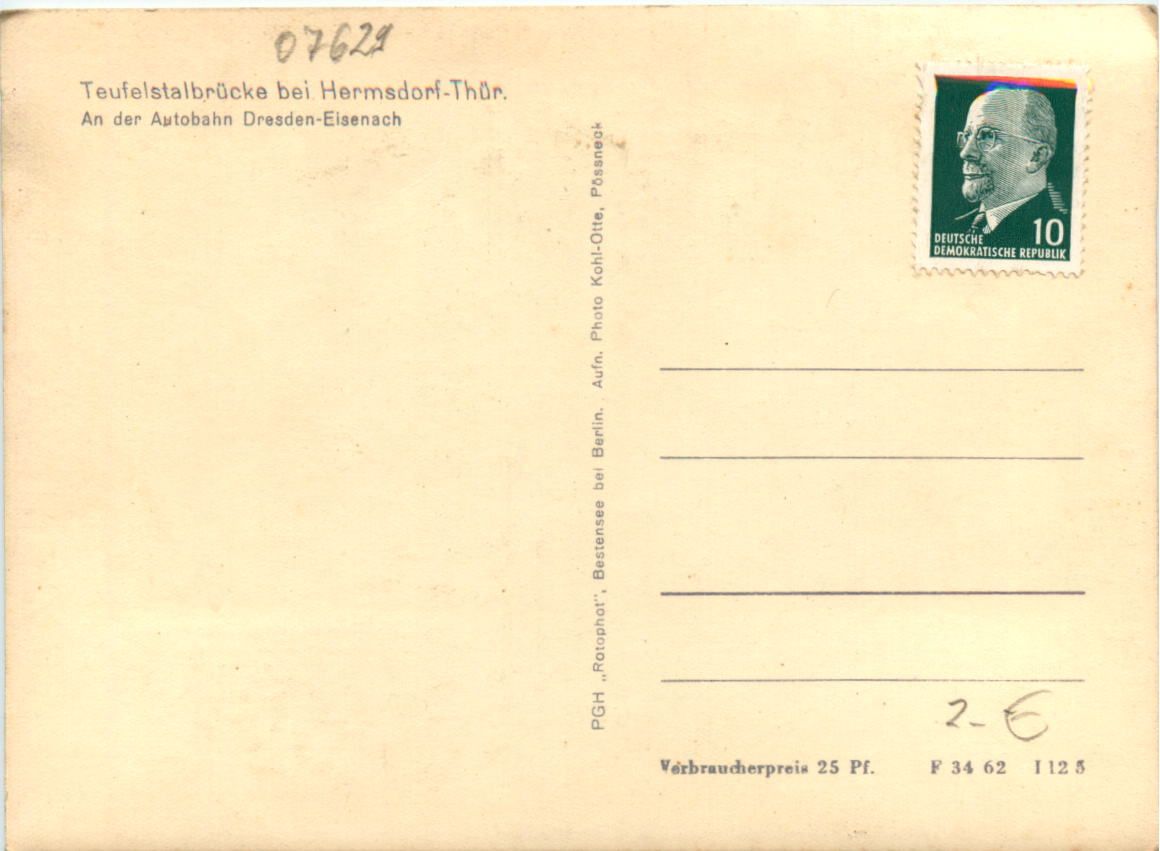 07629
Teufelstalbrücke bei Hermsdorf-Thür.
An der Autobahn Dresden-Eisenach
PGH „Rotophot", Bestensee bei Berlin. Aufn. Photo Kohl-Otte, Pössneck
10
DEUTSCHE
DEMOKRATISCHE REPUBLIK
2-€
Verbraucherpreis 25 Pf. F 34 62 I 12 5